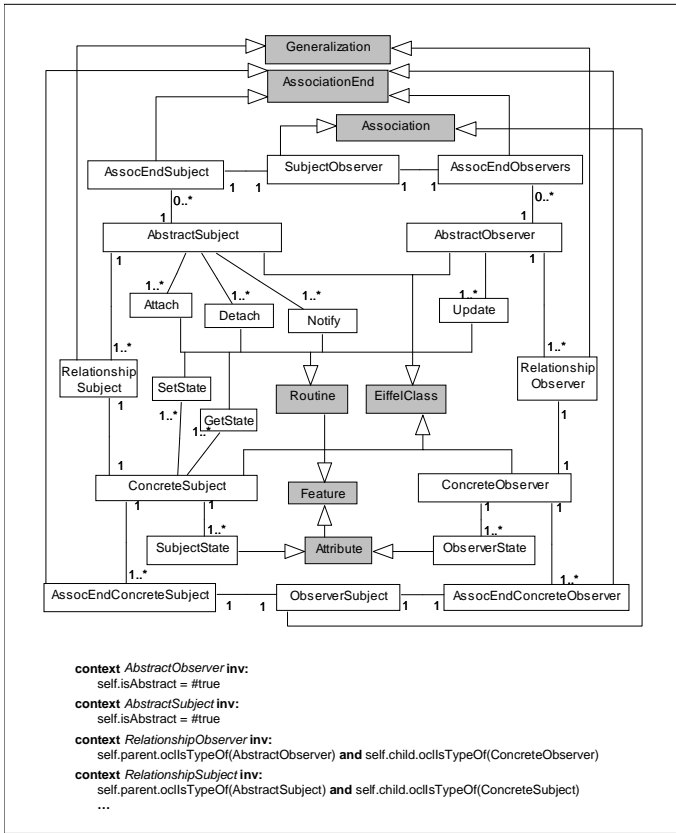 Generalization
AssociationEnd
Association
AssocEndSubject
1
1
SubjectObserver
1
1
AssocEndObservers
0..*
0..*
1
1
AbstractSubject
AbstractObserver
1
1
1..*
1..*
1..*
1..*
Attach
Detach
Notify
Update
1..*
1..*
Relationship
Subject
SetState
Routine
EiffelClass
Relationship
Observer
1
1..*
GetState
1..*
1
1
1
ConcreteSubject
ConcreteObserver
Feature
1
1
1
1
1..*
1..*
SubjectState
Attribute
ObserverState
1..*
1..*
AssocEndConcreteSubject
1
1
ObserverSubject
1
1
AssocEndConcreteObserver
context AbstractObserver inv:
self.isAbstract = #true
context AbstractSubject inv:
self.isAbstract = #true
context RelationshipObserver inv:
self.parent.oclIsTypeOf(AbstractObserver) and self.child.oclIsTypeOf(ConcreteObserver)
context RelationshipSubject inv:
self.parent.oclIsTypeOf(AbstractSubject) and self.child.oclIsTypeOf(ConcreteSubject)
...